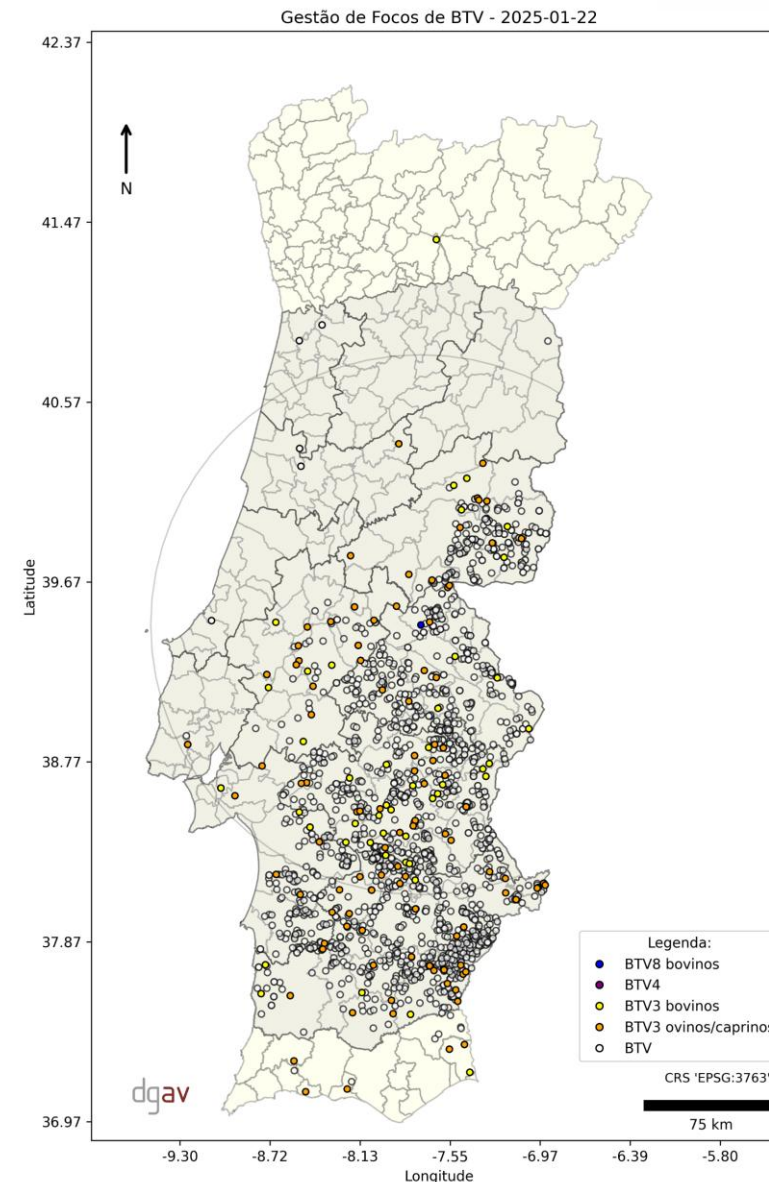 Gestão de Focos de BTV - 2025-01-22
42.37
41.47
40.57
39.67
38.77
37.87
36.97
Latitude
N
Legenda:
BTV8 bovinos
BTV4
BTV3 bovinos
BTV3 ovinos/caprinos
BTV
CRS 'EPSG:3763'
75 km
dgav
-9.30
-8.72
-8.13
-7.55
-6.97
-6.39
-5.80
Longitude